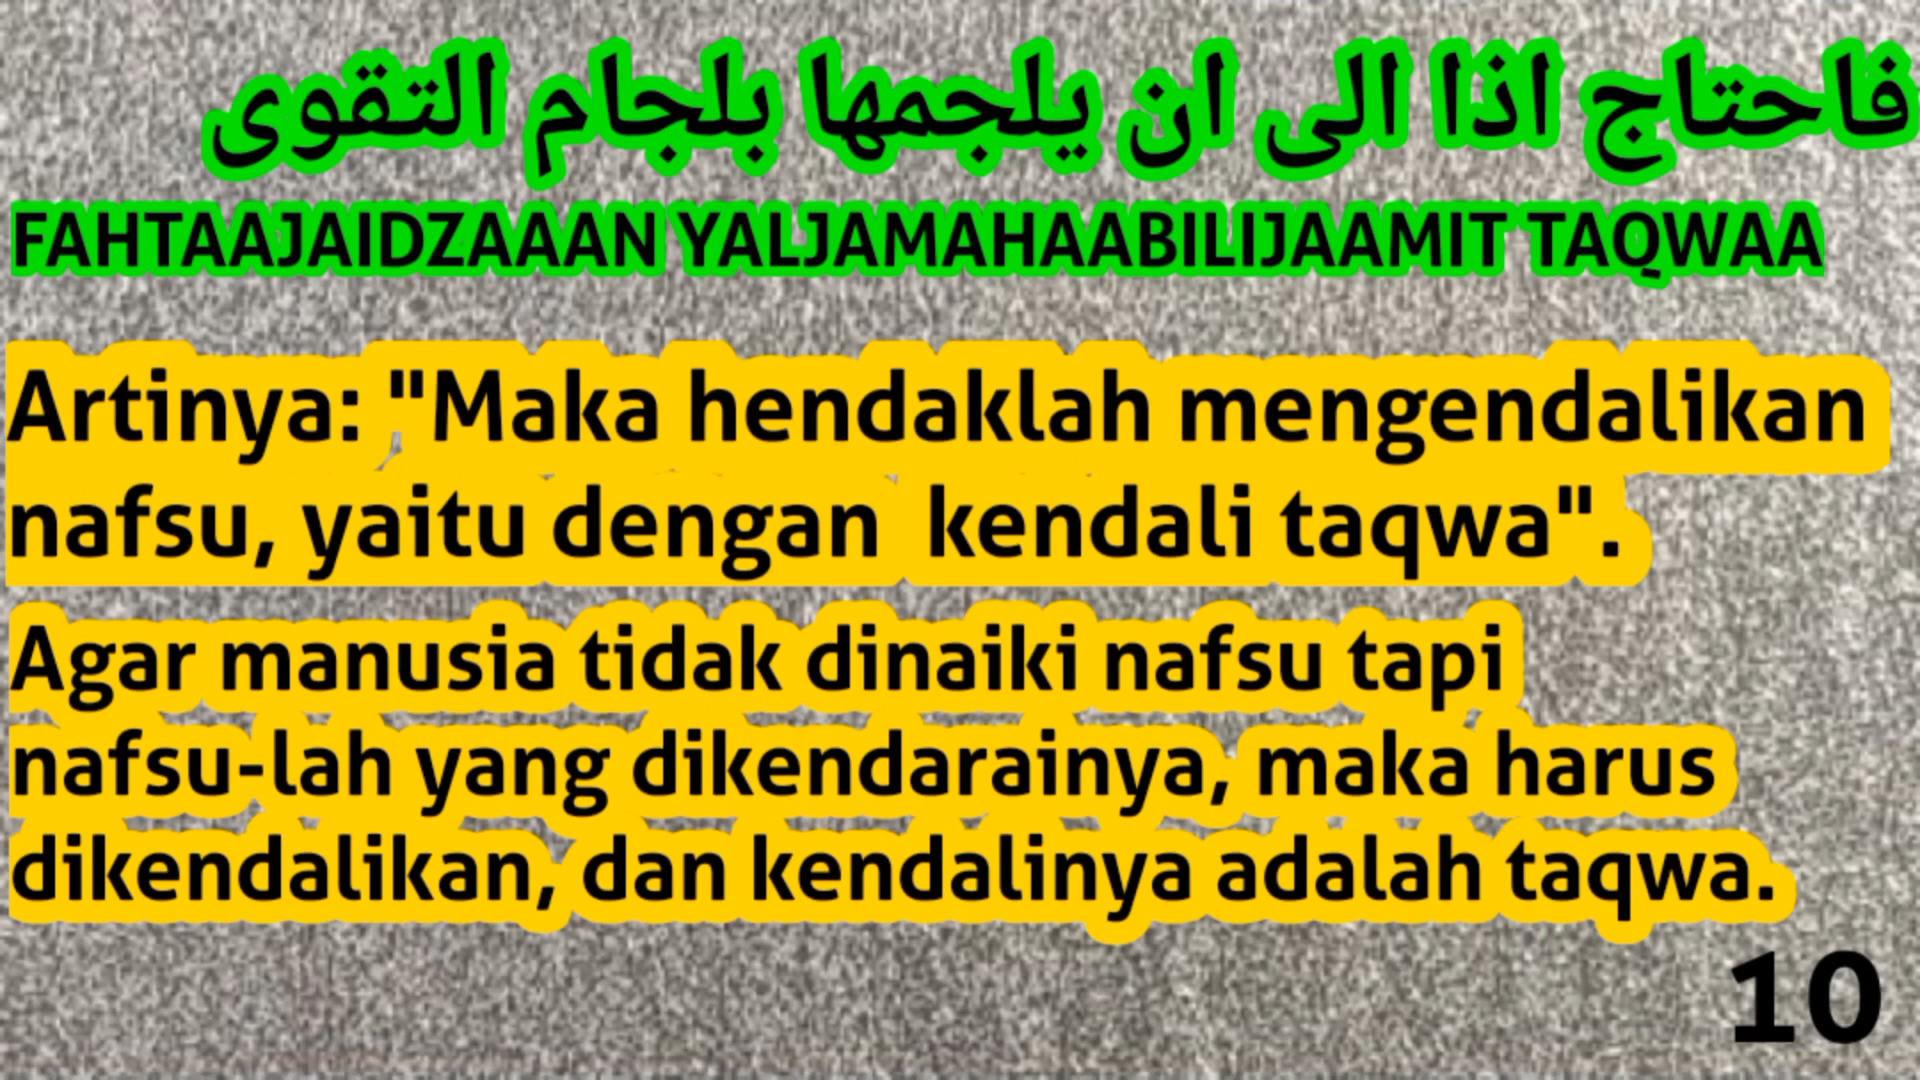 فاحتاج اذا الى ان يلجمها بلجام التقوى
FAHTAAJAIDZAAAAN YALJAMAHAABILIJAAMIT TAQWAA
Artinya: "Maka hendaklah mengendalikan
nafsu, yaitu dengan  kendali taqwa".
Agar manusia tidak dinaiki nafsu tapi
nafsu-lah yang dikendarainya, maka harus
dikendalikan, dan kendalinya adalah taqwa.
10